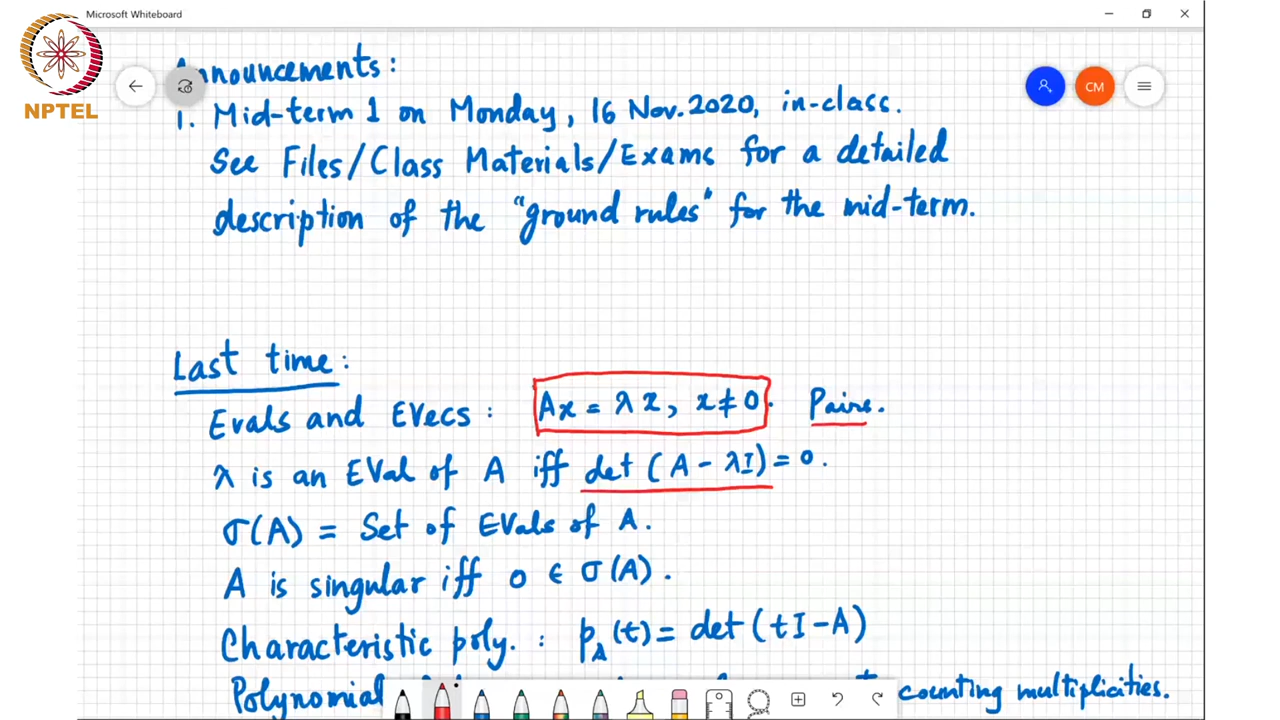 Microsoft Whiteboard
NPTEL
CM
Announcements:
1. Mid-term 1 on Monday, 16 Nov. 2020, in-class.
See Files/Class Materials/Exams for a detailed
description of the "ground rules" for the mid-term.
Last time:
Evals and EVecs: Ax = λx, x≠0. Pairs.
λ is an EVal of A iff det(A - λI) = 0.
σ(A) = Set of EVals of A.
A is singular iff 0 ∈ σ(A).
Characteristic poly. : p_A(t) = det(tI-A)
Polynomial counting multiplicities.